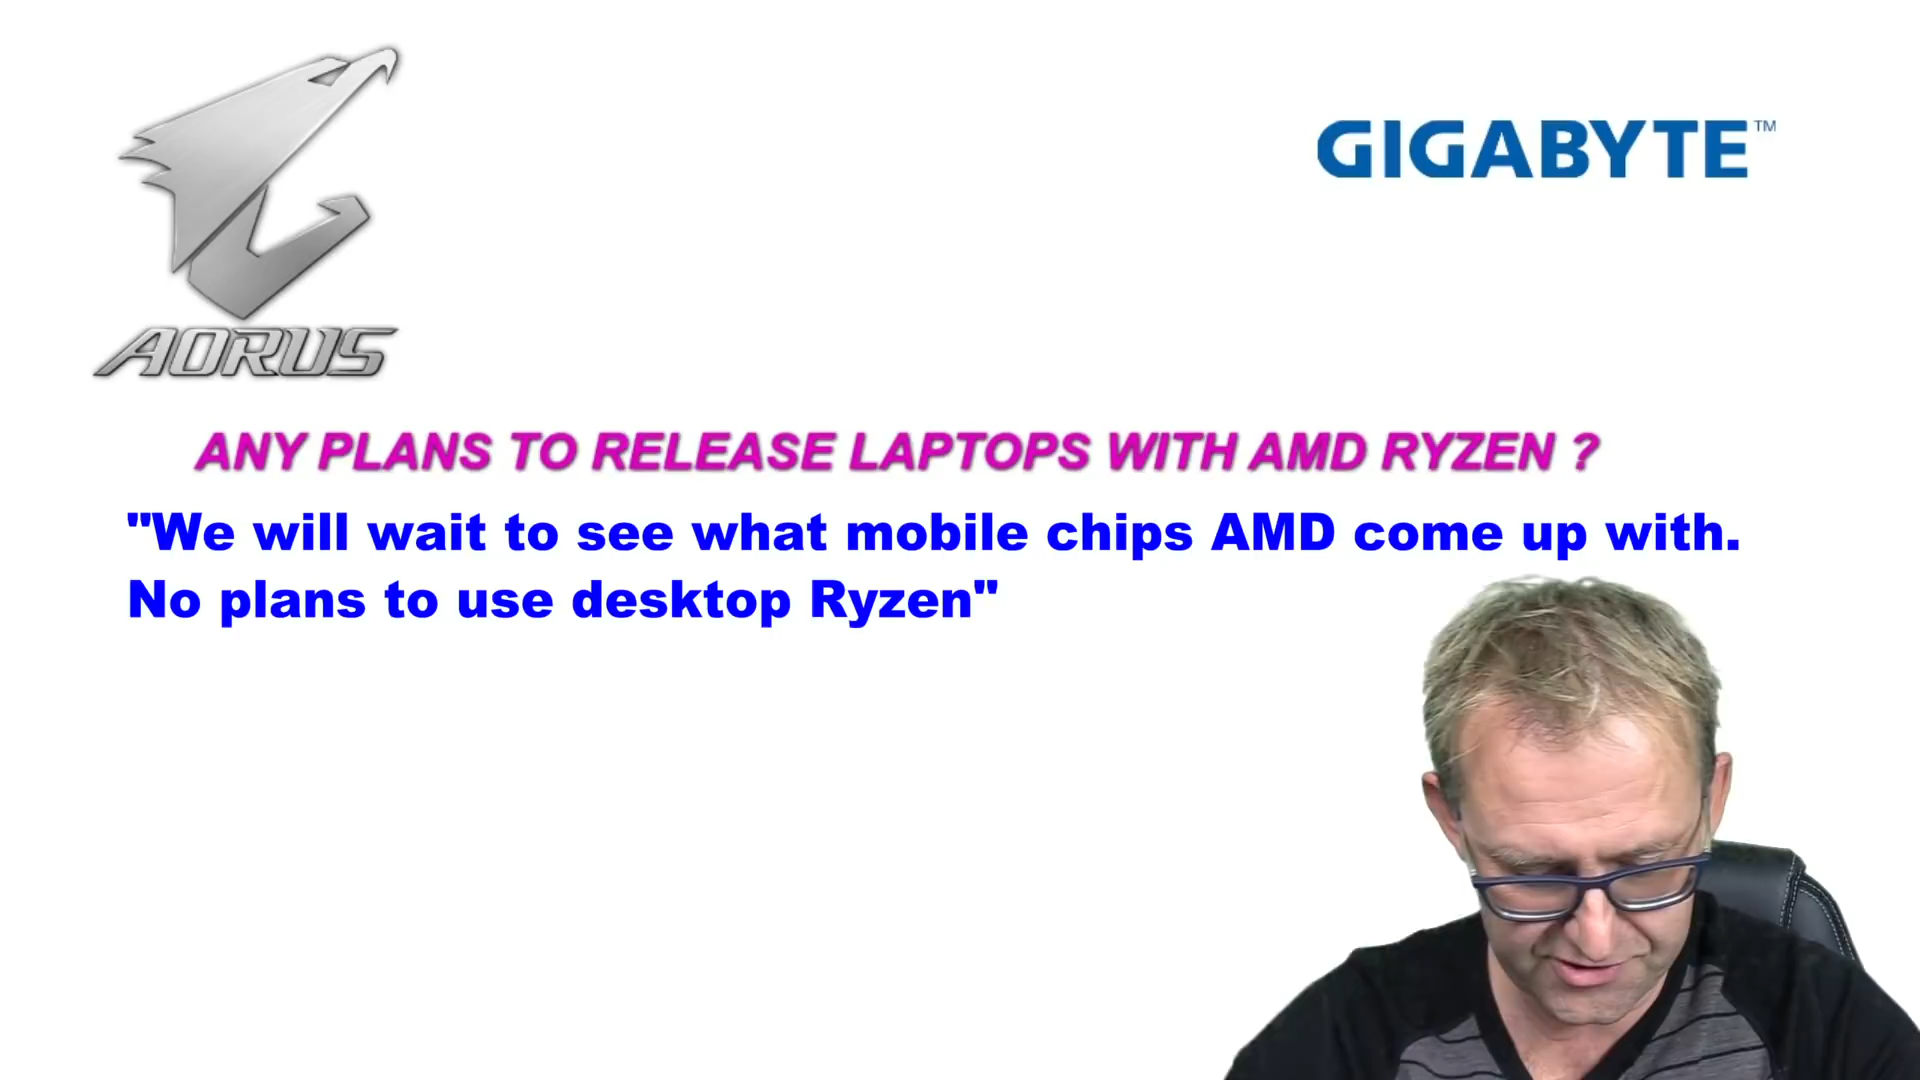 GIGABYTE™
AORUS
ANY PLANS TO RELEASE LAPTOPS WITH AMD RYZEN ?
"We will wait to see what mobile chips AMD come up with.
No plans to use desktop Ryzen"